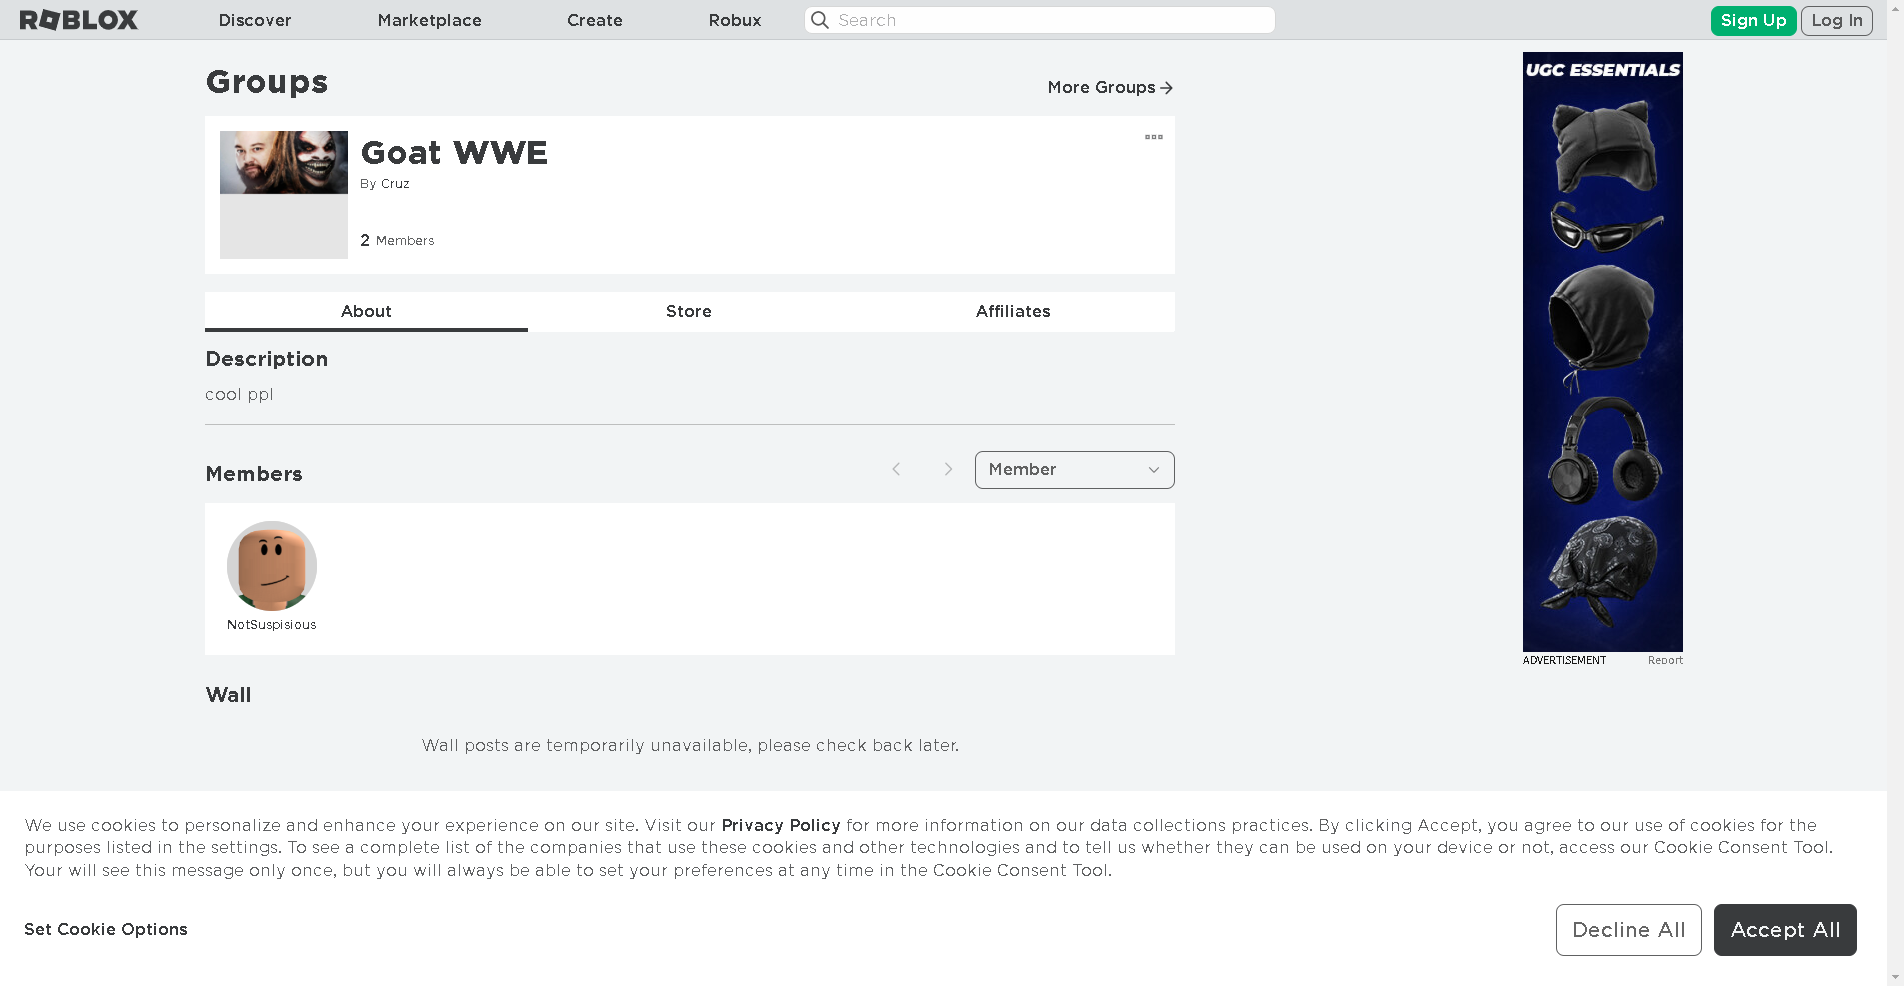 ROBLOX
Discover
Marketplace
Create
Robux
Search
Sign Up
Log In
Groups
More Groups
Goat WWE
By Cruz
2 Members
About
Store
Affiliates
Description
cool ppl
Members
Member
NotSuspisious
Wall
Wall posts are temporarily unavailable, please check back later.
UGC ESSENTIALS
ADVERTISEMENT
Report
We use cookies to personalize and enhance your experience on our site. Visit our Privacy Policy for more information on our data collections practices. By clicking Accept, you agree to our use of cookies for the
purposes listed in the settings. To see a complete list of the companies that use these cookies and other technologies and to tell us whether they can be used on your device or not, access our Cookie Consent Tool.
Your will see this message only once, but you will always be able to set your preferences at any time in the Cookie Consent Tool.
Set Cookie Options
Decline All
Accept All